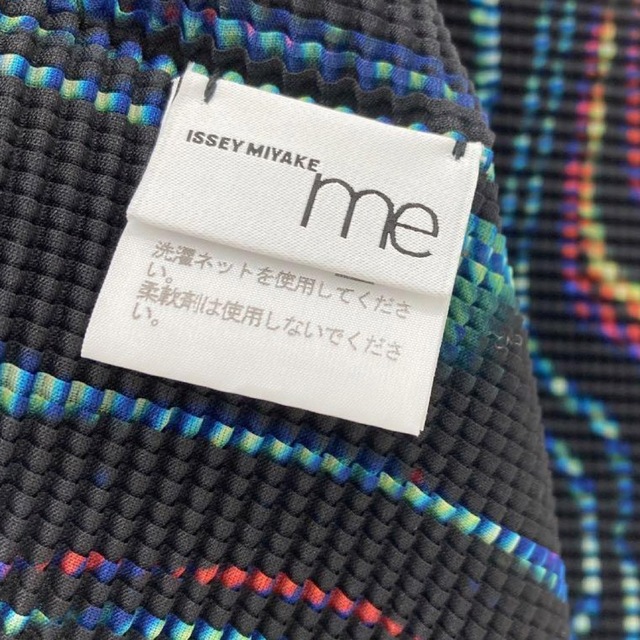 ISSEY MIYAKE
me
洗濯ネットを使用してくださ
い。
柔軟剤は使用しないでくださ
い。